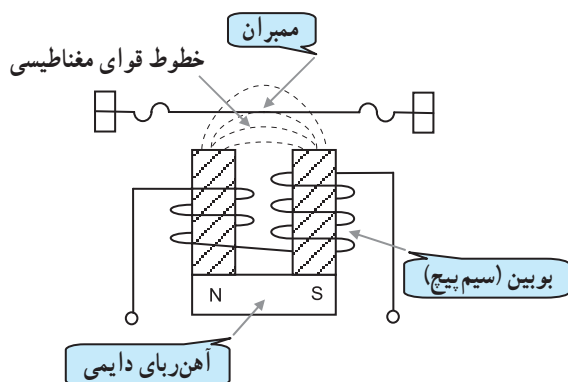 ممبران
خطوط قوای مغناطیسی
N S
بوبین (سیم‌پیچ)
آهن‌ربای دایمی